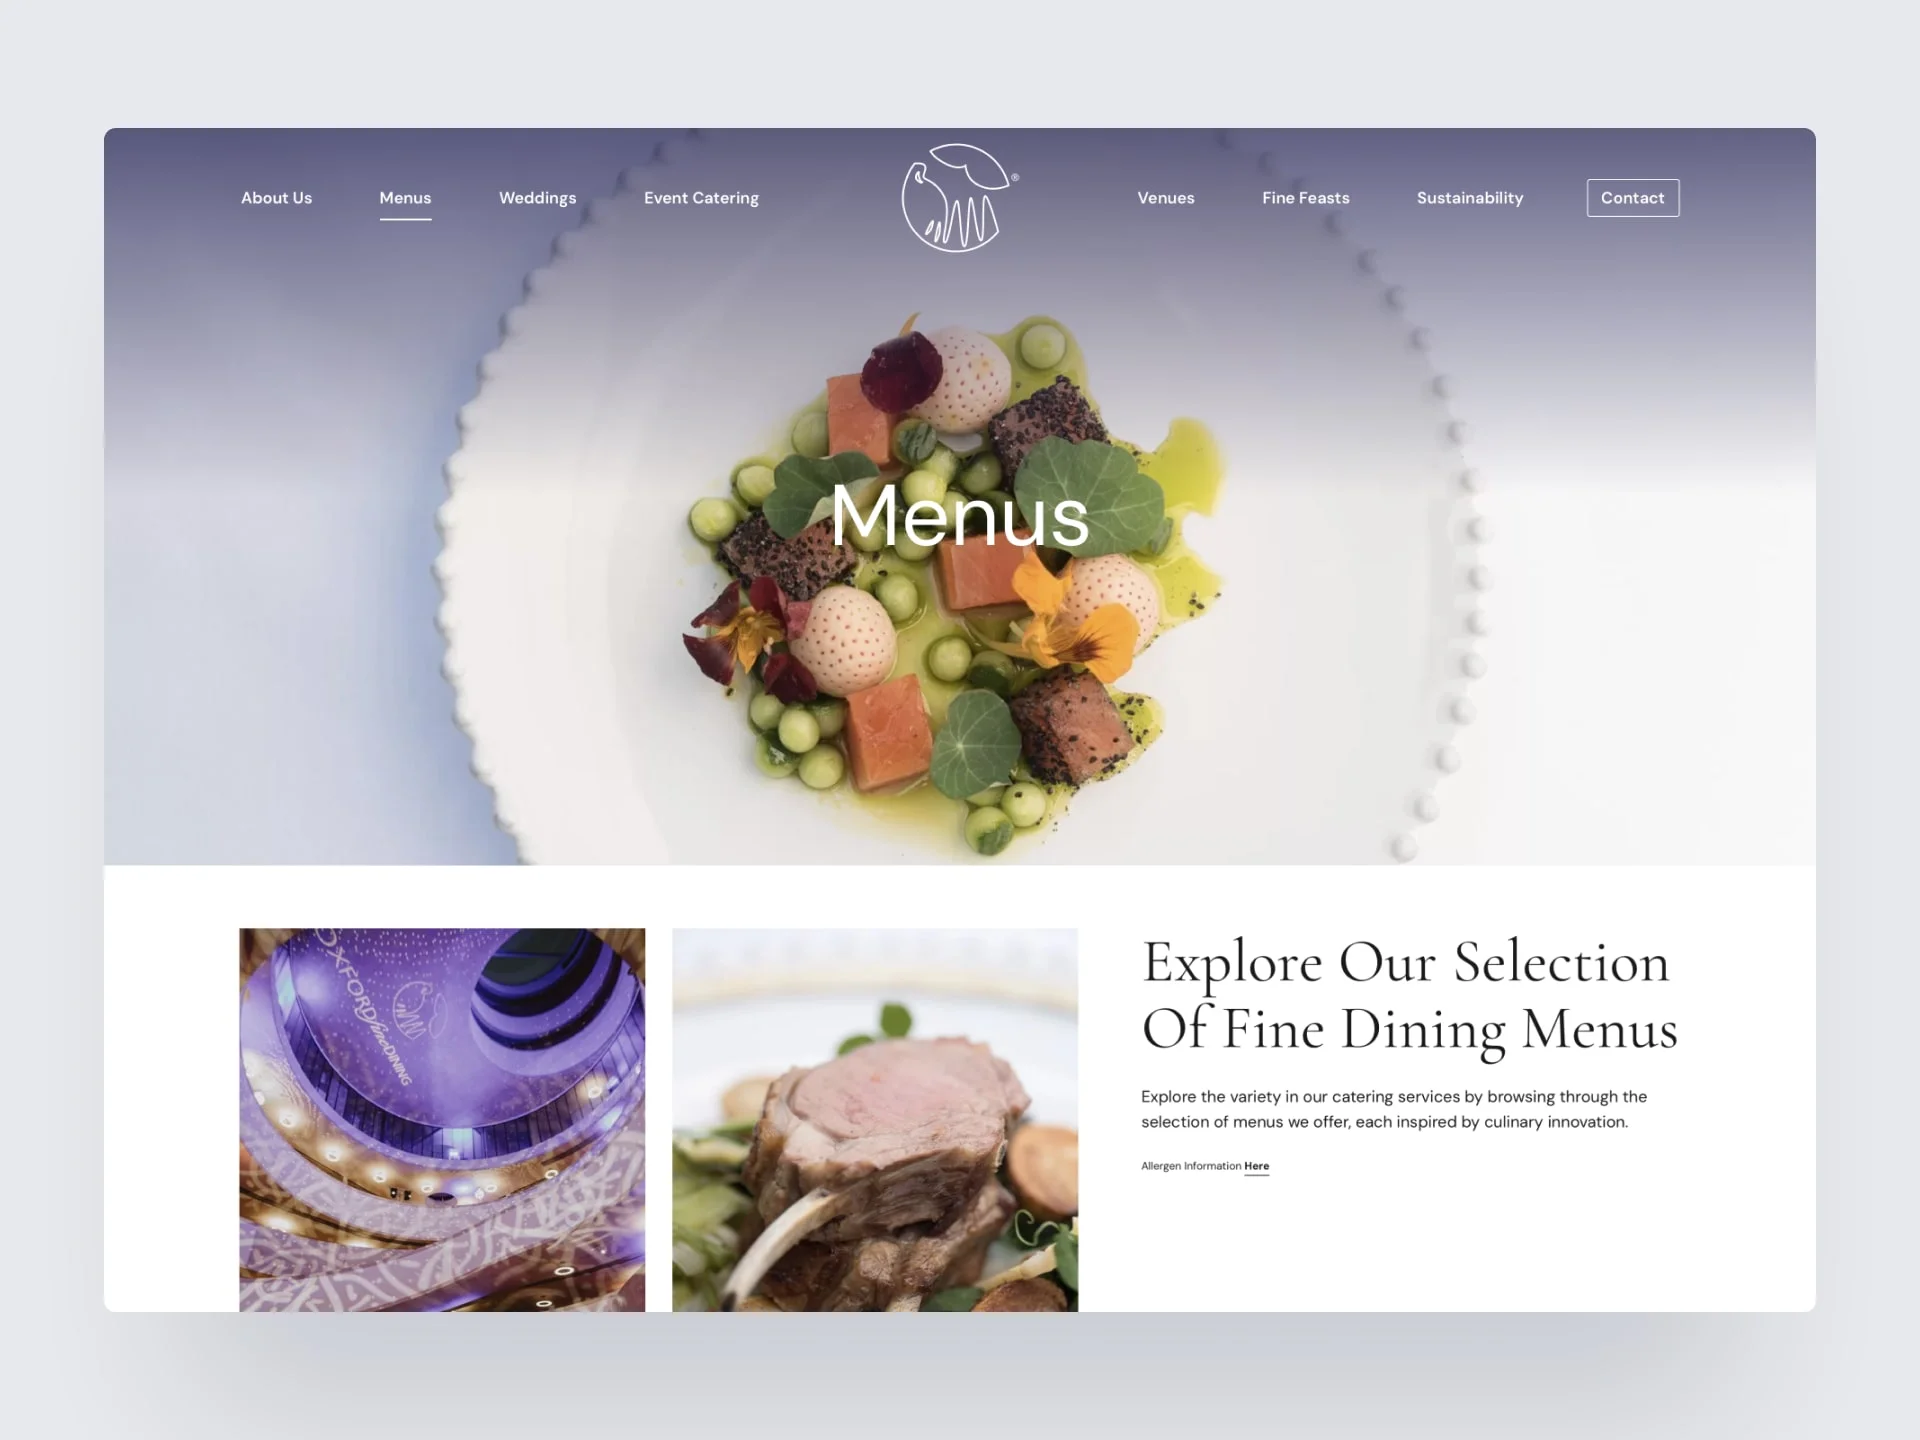 About Us
Menus
Weddings
Event Catering
®
Venues
Fine Feasts
Sustainability
Contact
Menus
OXFORD fine DINING
Explore Our Selection
Of Fine Dining Menus
Explore the variety in our catering services by browsing through the
selection of menus we offer, each inspired by culinary innovation.
Allergen Information Here